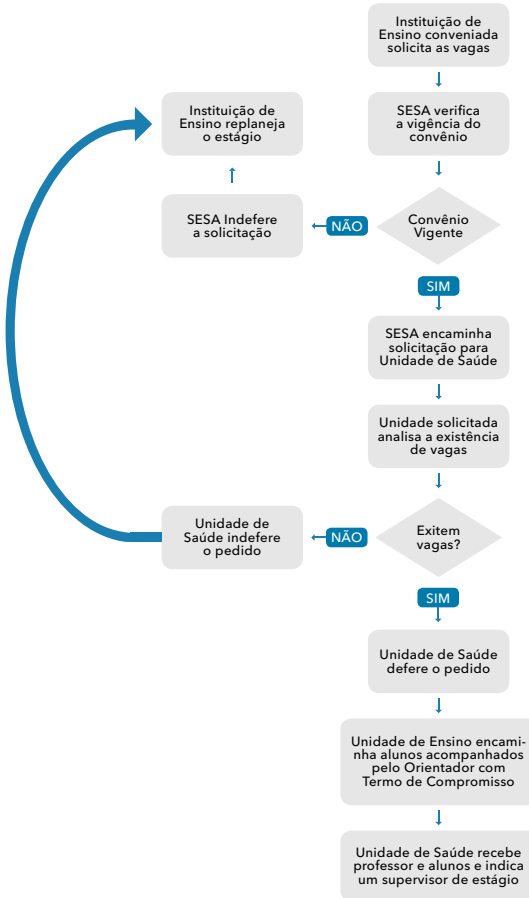 Instituição de
Ensino conveniada
solicita as vagas
Instituição de
Ensino replaneja
o estágio
SESA verifica
a vigência do
convênio
SESA Indefere
a solicitação
NÃO
Convênio
Vigente
SIM
SESA encaminha
solicitação para
Unidade de Saúde
Unidade solicitada
analisa a existência
de vagas
Unidade de
Saúde indefere
o pedido
NÃO
Exitem
vagas?
SIM
Unidade de Saúde
defere o pedido
Unidade de Ensino encami-
nha alunos acompanhados
pelo Orientador com
Termo de Compromisso
Unidade de Saúde recebe
professor e alunos e indica
um supervisor de estágio